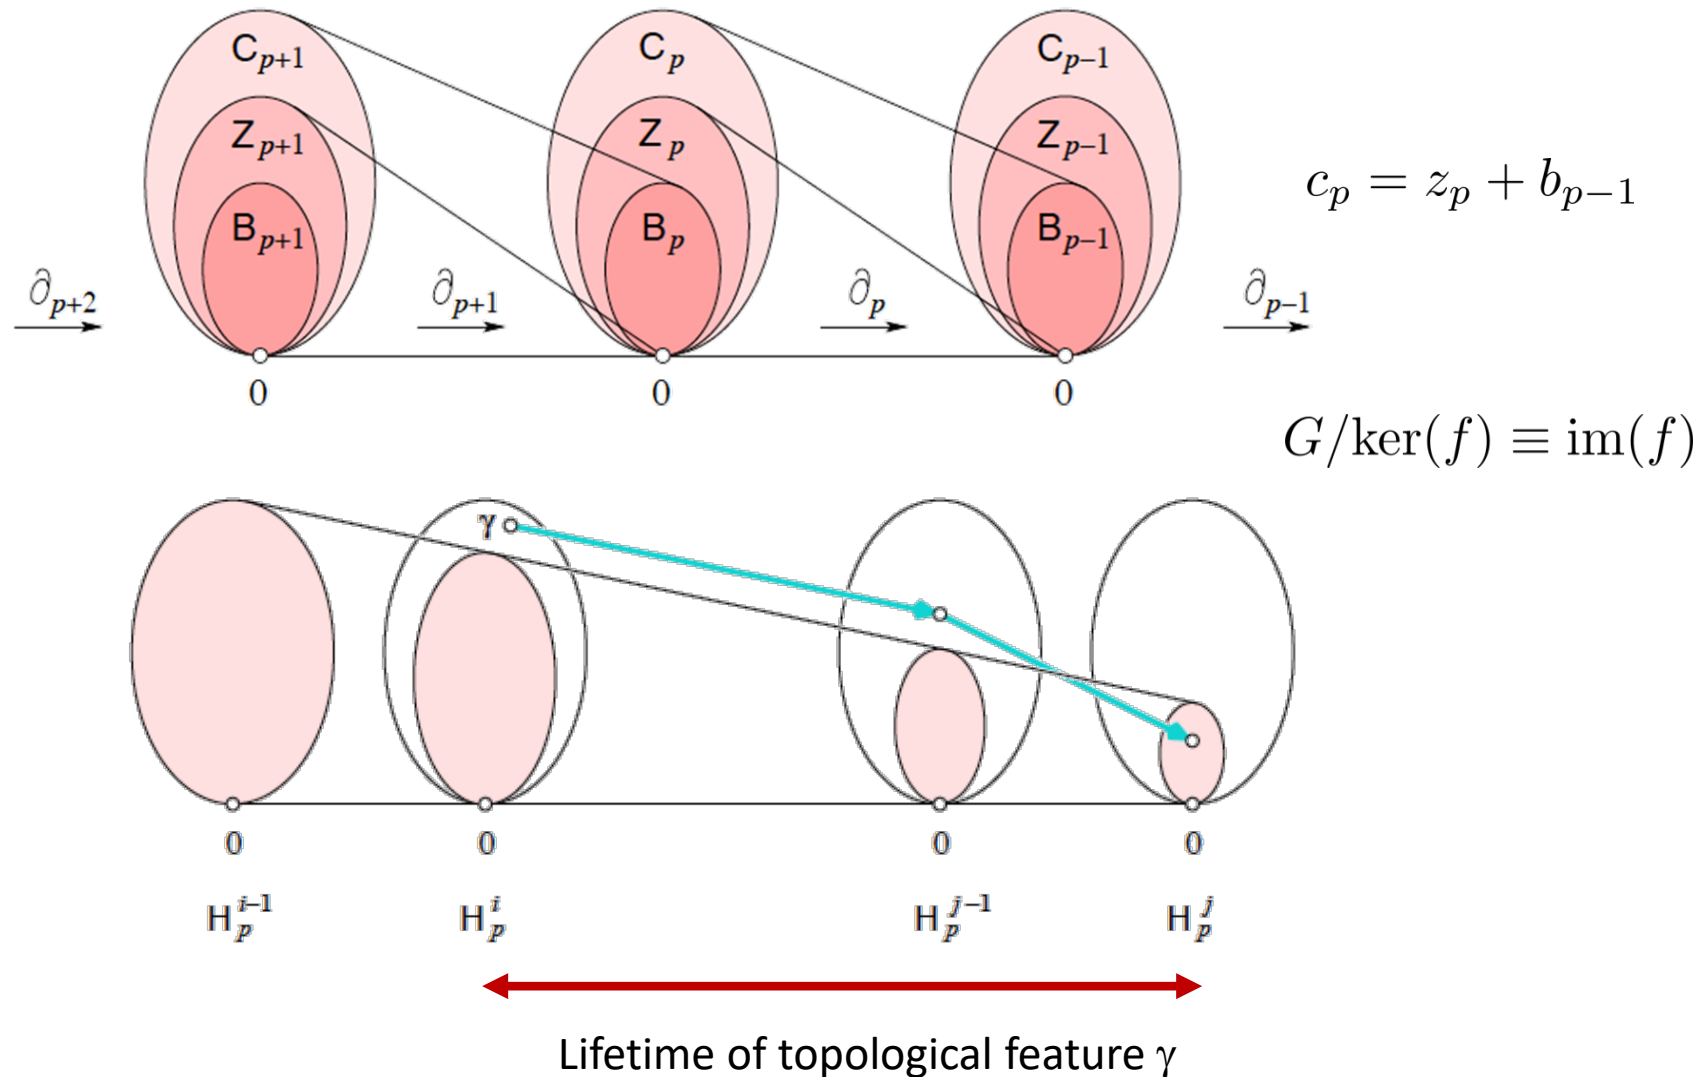 C_{p+1} C_p C_{p-1}
Z_{p+1} Z_p Z_{p-1}
c_p = z_p + b_{p-1}
B_{p+1} B_p B_{p-1}
∂_{p+2} ∂_{p+1} ∂_p ∂_{p-1}
0 0 0
G/ker(f) ≡ im(f)
γ
0 0 0 0
H_p^{i-1} H_p^i H_p^{j-1} H_p^j
Lifetime of topological feature γ